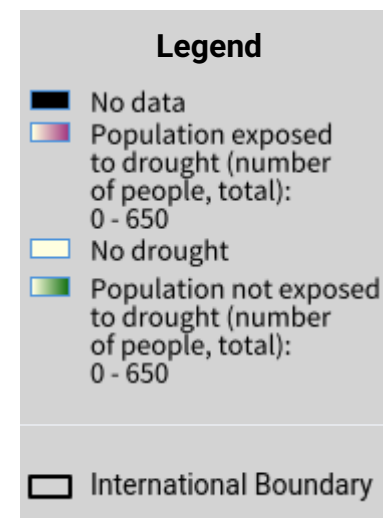 Legend
No data
Population exposed
to drought (number
of people, total):
0 - 650
No drought
Population not exposed
to drought (number
of people, total):
0 - 650
International Boundary